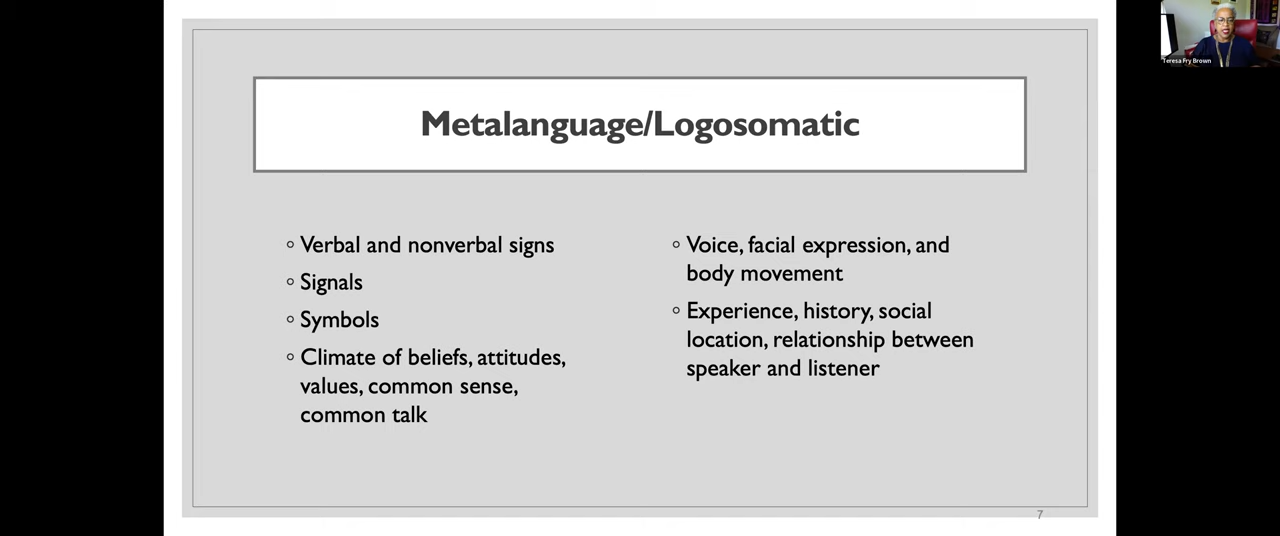 Metalanguage/Logosomatic
Verbal and nonverbal signs
Signals
Symbols
Climate of beliefs, attitudes,
values, common sense,
common talk
Voice, facial expression, and
body movement
Experience, history, social
location, relationship between
speaker and listener
7
Teresa Fry Brown